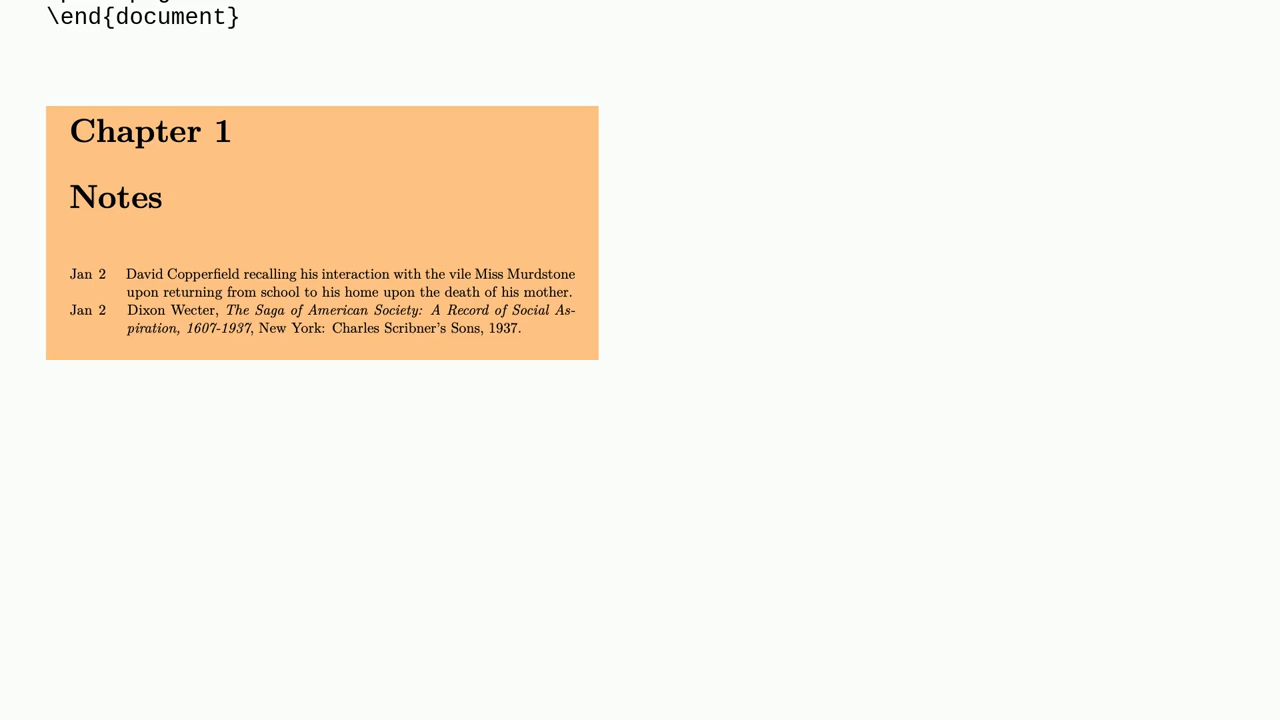 \end{document}
Chapter 1
Notes
Jan 2 David Copperfield recalling his interaction with the vile Miss Murdstone
upon returning from school to his home upon the death of his mother.
Jan 2 Dixon Wecter, The Saga of American Society: A Record of Social As-
piration, 1607-1937, New York: Charles Scribner's Sons, 1937.